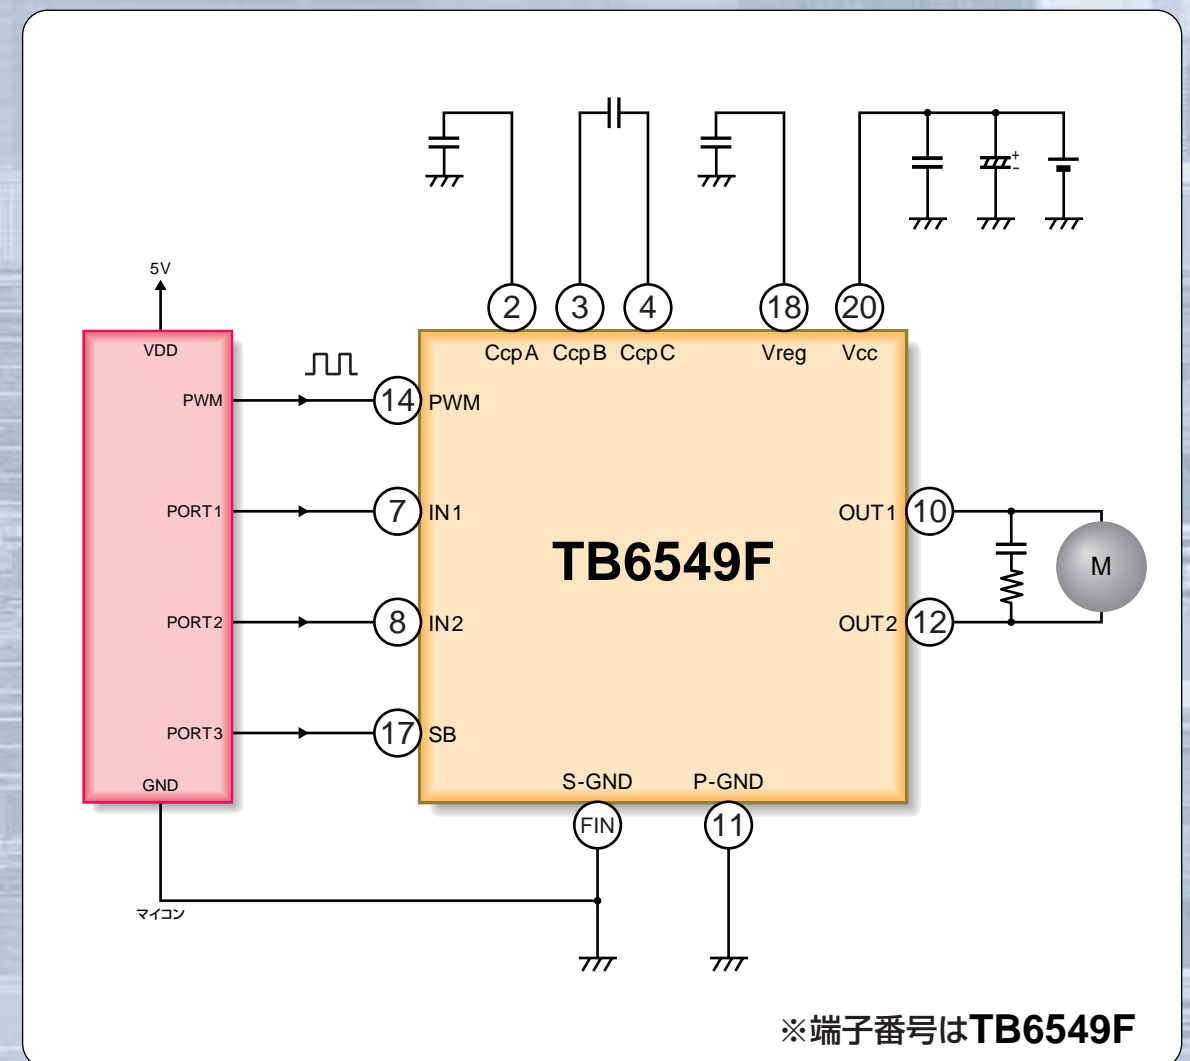 +
-
5V
2 3 4 18 20
VDD
CcpA CcpB CcpC Vreg Vcc
PWM 14 PWM
PORT1 7 IN1 OUT1 10
TB6549F
M
PORT2 8 IN2 OUT2 12
PORT3 17 SB
GND
S-GND P-GND
FIN 11
マイコン
※端子番号はTB6549F